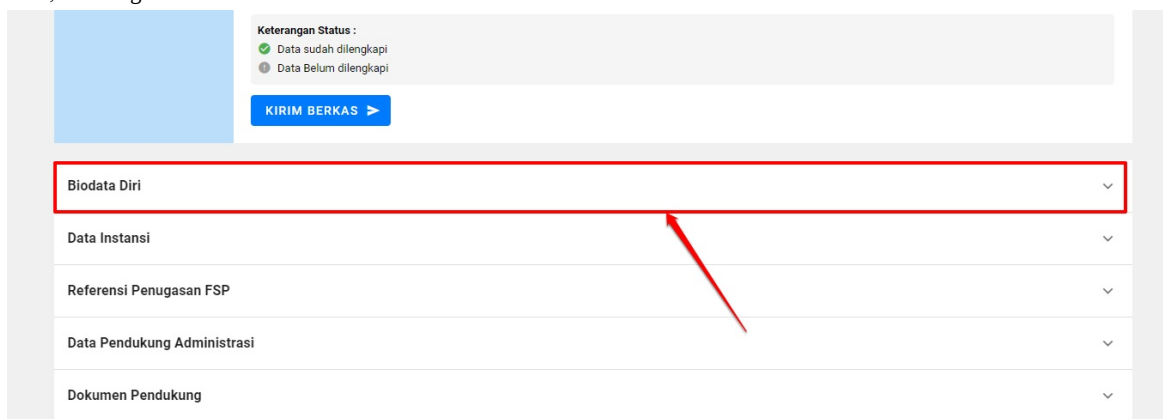 Keterangan Status :
Data sudah dilengkapi
Data Belum dilengkapi
KIRIM BERKAS
Biodata Diri
Data Instansi
Referensi Penugasan FSP
Data Pendukung Administrasi
Dokumen Pendukung